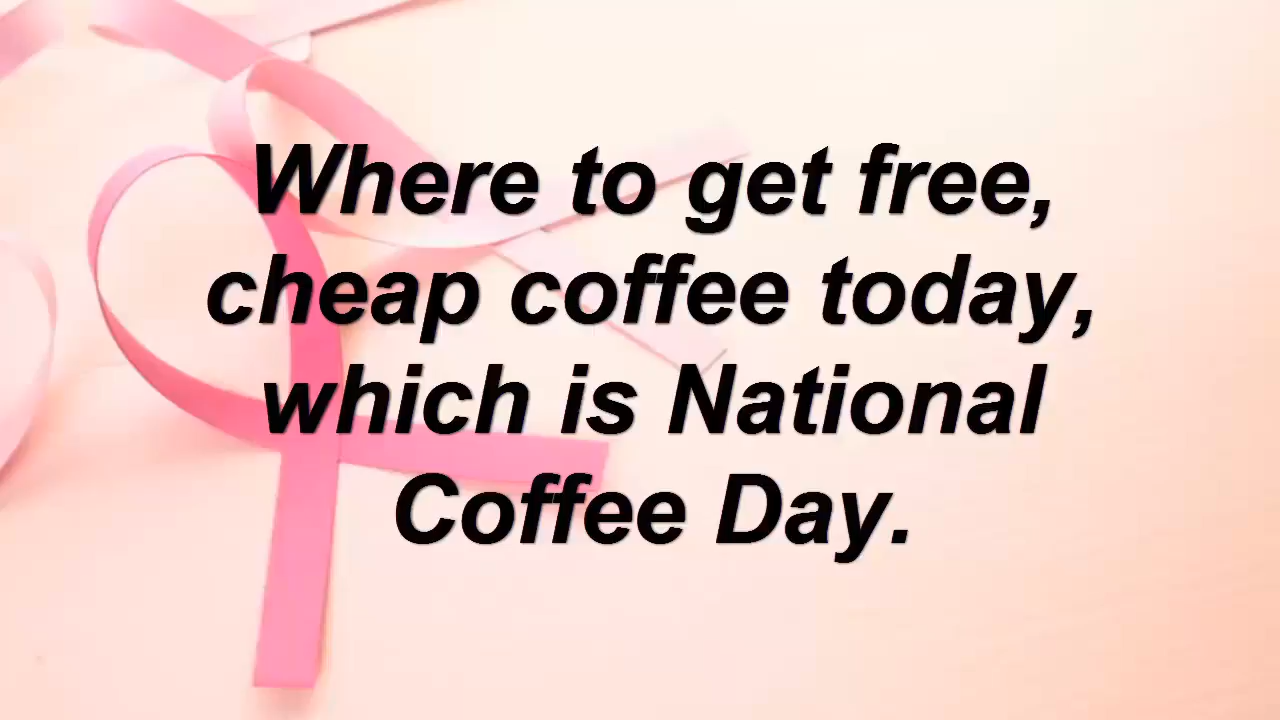 Where to get free,
cheap coffee today,
which is National
Coffee Day.